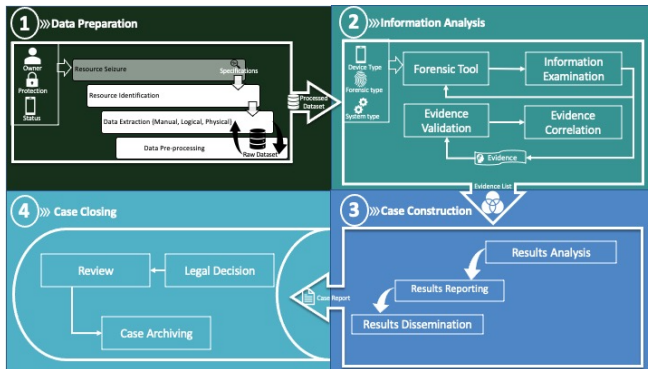 1 Data Preparation
Owner
Protection
Status
Resource Seizure
Specifications
Resource Identification
Data Extraction (Manual, Logical, Physical)
Raw Dataset
Data Pre-processing
Processed
Dataset
2 Information Analysis
Device Type
Forensic type
System type
Forensic Tool
Information
Examination
Evidence
Validation
Evidence
Correlation
Evidence
Evidence List
3 Case Construction
Results Analysis
Results Reporting
Results Dissemination
Case Report
4 Case Closing
Review
Legal Decision
Case Archiving